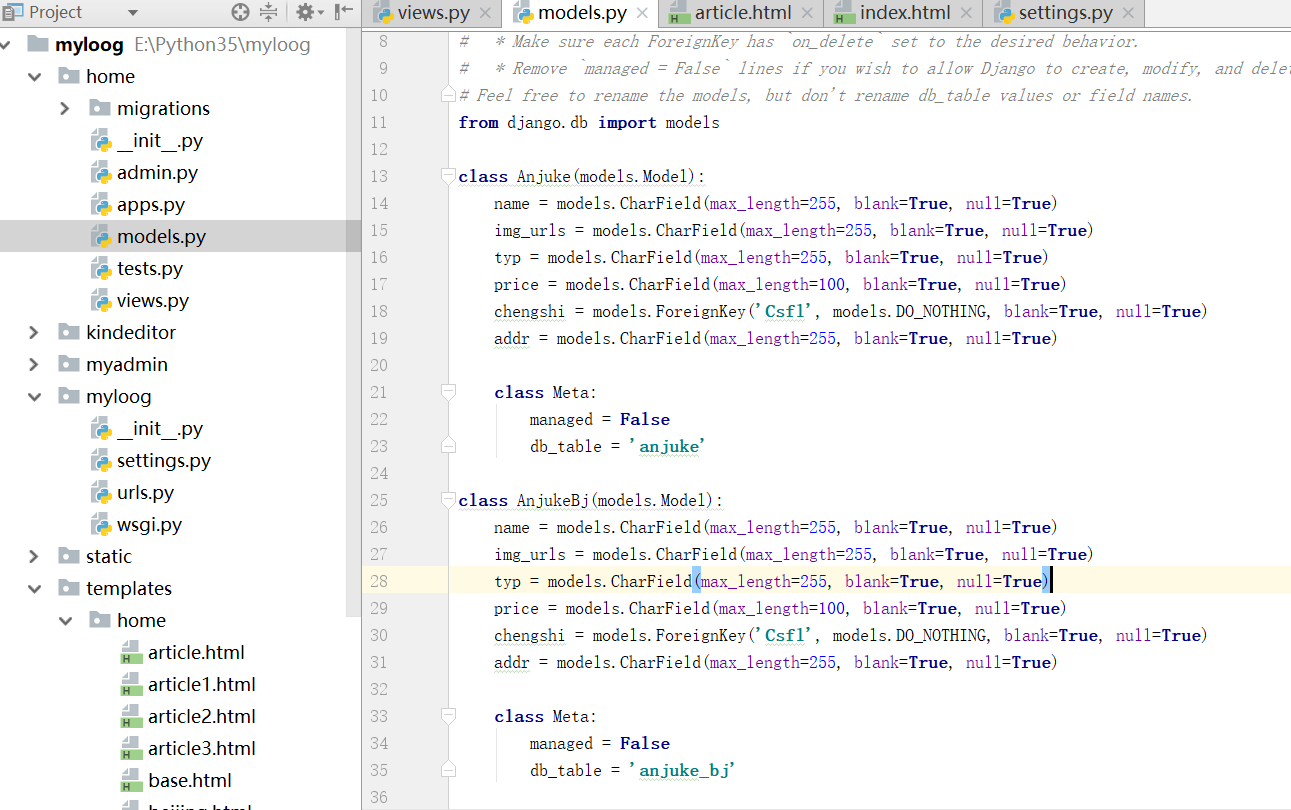 Project
myloog E:\Python35\myloog
home
migrations
__init__.py
admin.py
apps.py
models.py
tests.py
views.py
kindeditor
myadmin
myloog
__init__.py
settings.py
urls.py
wsgi.py
static
templates
home
article.html
article1.html
article2.html
article3.html
base.html
beijing.html
views.py
models.py
article.html
index.html
settings.py
8 #   * Make sure each ForeignKey has `on_delete` set to the desired behavior.
9 #   * Remove `managed = False` lines if you wish to allow Django to create, modify, and delet
10 # Feel free to rename the models, but don't rename db_table values or field names.
11 from django.db import models
12
13 class Anjuke(models.Model):
14     name = models.CharField(max_length=255, blank=True, null=True)
15     img_urls = models.CharField(max_length=255, blank=True, null=True)
16     typ = models.CharField(max_length=255, blank=True, null=True)
17     price = models.CharField(max_length=100, blank=True, null=True)
18     chengshi = models.ForeignKey('Csfl', models.DO_NOTHING, blank=True, null=True)
19     addr = models.CharField(max_length=255, blank=True, null=True)
20
21     class Meta:
22         managed = False
23         db_table = 'anjuke'
24
25 class AnjukeBj(models.Model):
26     name = models.CharField(max_length=255, blank=True, null=True)
27     img_urls = models.CharField(max_length=255, blank=True, null=True)
28     typ = models.CharField(max_length=255, blank=True, null=True)
29     price = models.CharField(max_length=100, blank=True, null=True)
30     chengshi = models.ForeignKey('Csfl', models.DO_NOTHING, blank=True, null=True)
31     addr = models.CharField(max_length=255, blank=True, null=True)
32
33     class Meta:
34         managed = False
35         db_table = 'anjuke_bj'
36